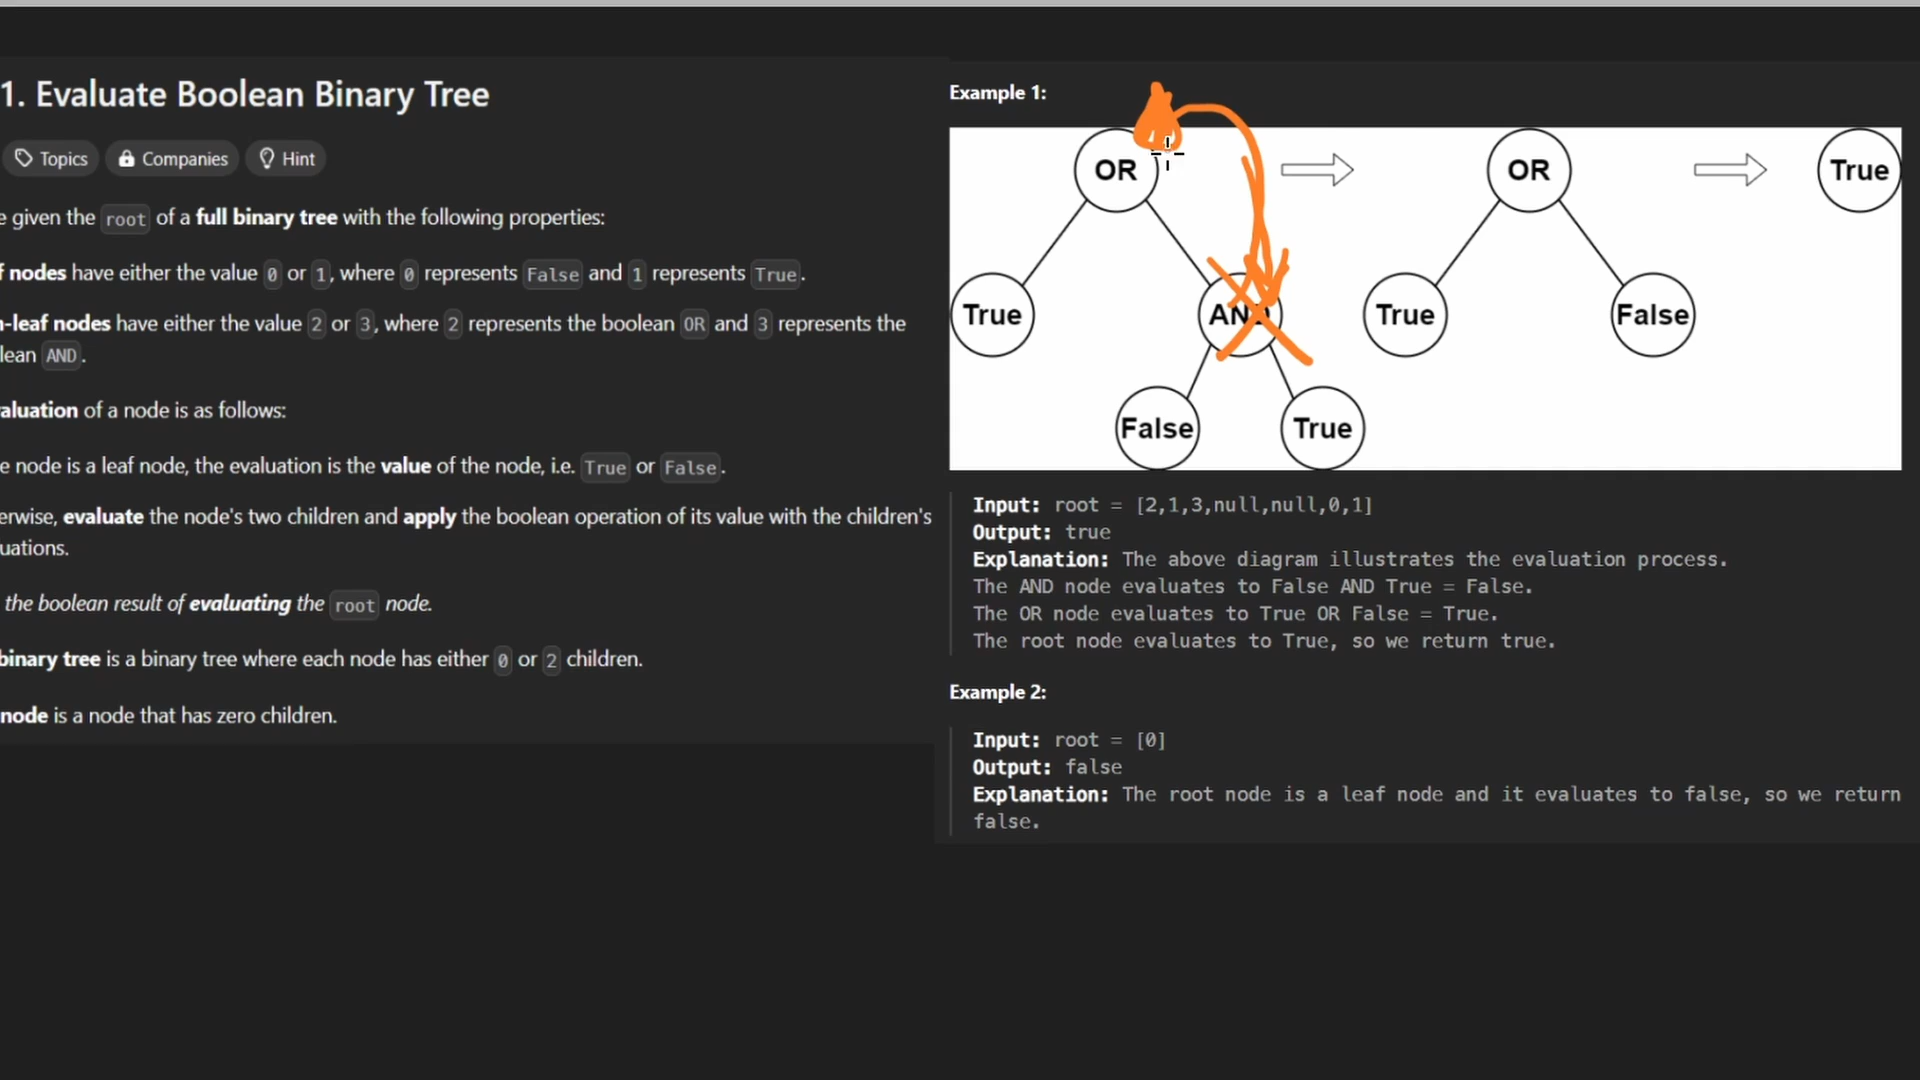 1. Evaluate Boolean Binary Tree
Topics Companies Hint
e given the root of a full binary tree with the following properties:
f nodes have either the value 0 or 1, where 0 represents False and 1 represents True.
-leaf nodes have either the value 2 or 3, where 2 represents the boolean OR and 3 represents the
lean AND.
aluation of a node is as follows:
e node is a leaf node, the evaluation is the value of the node, i.e. True or False.
erwise, evaluate the node's two children and apply the boolean operation of its value with the children's
uations.
the boolean result of evaluating the root node.
binary tree is a binary tree where each node has either 0 or 2 children.
node is a node that has zero children.
Example 1:
OR OR True
True AND True False
False True
Input: root = [2,1,3,null,null,0,1]
Output: true
Explanation: The above diagram illustrates the evaluation process.
The AND node evaluates to False AND True = False.
The OR node evaluates to True OR False = True.
The root node evaluates to True, so we return true.
Example 2:
Input: root = [0]
Output: false
Explanation: The root node is a leaf node and it evaluates to false, so we return
false.